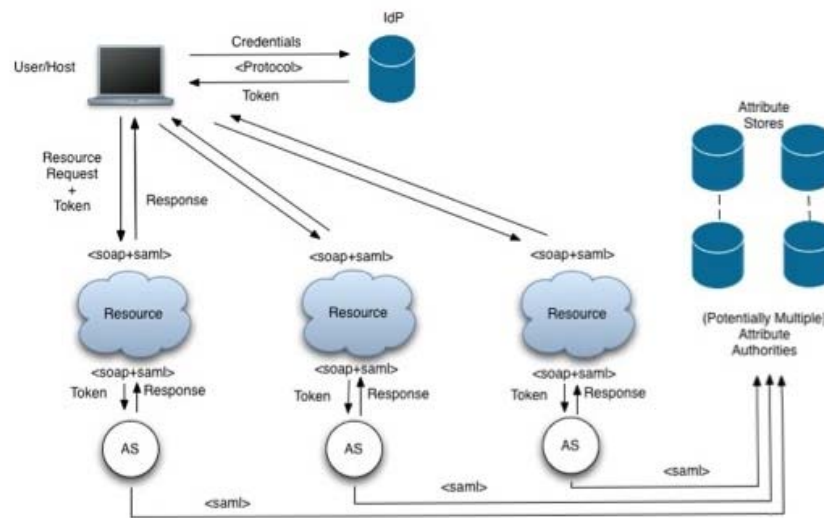 IdP
Credentials
User/Host
<Protocol>
Token
Attribute
Stores
Resource
Request
+
Token
Response
<soap+saml>
<soap+saml>
<soap+saml>
Resource
Resource
Resource
(Potentially Multiple)
Attribute
Authorities
<soap+saml>
<soap+saml>
<soap+saml>
Token
Response
Token
Response
Token
Response
AS
AS
AS
<saml>
<saml>
<saml>